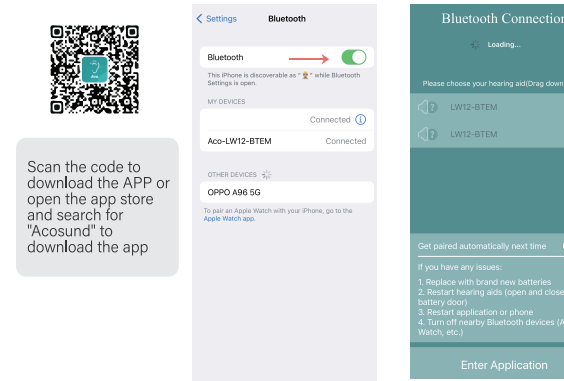 Scan the code to
download the APP or
open the app store
and search for
"Acosund" to
download the app
Settings
Bluetooth
Bluetooth
This iPhone is discoverable as " " while Bluetooth
Settings is open.
MY DEVICES
Connected
Aco-LW12-BTEM Connected
OTHER DEVICES
OPPO A96 5G
To pair an Apple Watch with your iPhone, go to the
Apple Watch app.
Bluetooth Connection
Loading...
Please choose your hearing aid(Drag down
LW12-BTEM
LW12-BTEM
Get paired automatically next time
If you have any issues:
1. Replace with brand new batteries
2. Restart hearing aids (open and close
battery door)
3. Restart application or phone
4. Turn off nearby Bluetooth devices (A
Watch, etc.)
Enter Application